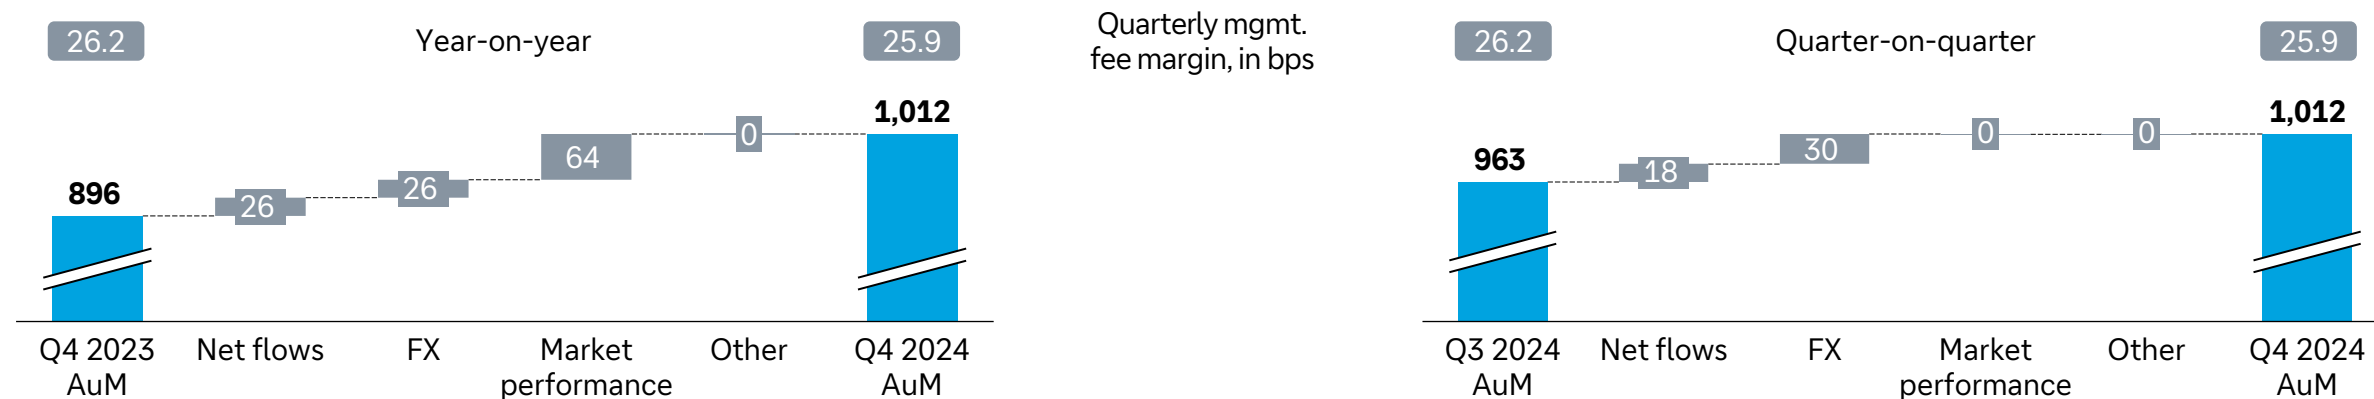 26.2
Year-on-year
25.9
Quarterly mgmt.
fee margin, in bps
26.2
Quarter-on-quarter
25.9
896
26
26
64
0
1,012
963
18
30
0
0
1,012
Q4 2023
AuM
Net flows
FX
Market
performance
Other
Q4 2024
AuM
Q3 2024
AuM
Net flows
FX
Market
performance
Other
Q4 2024
AuM